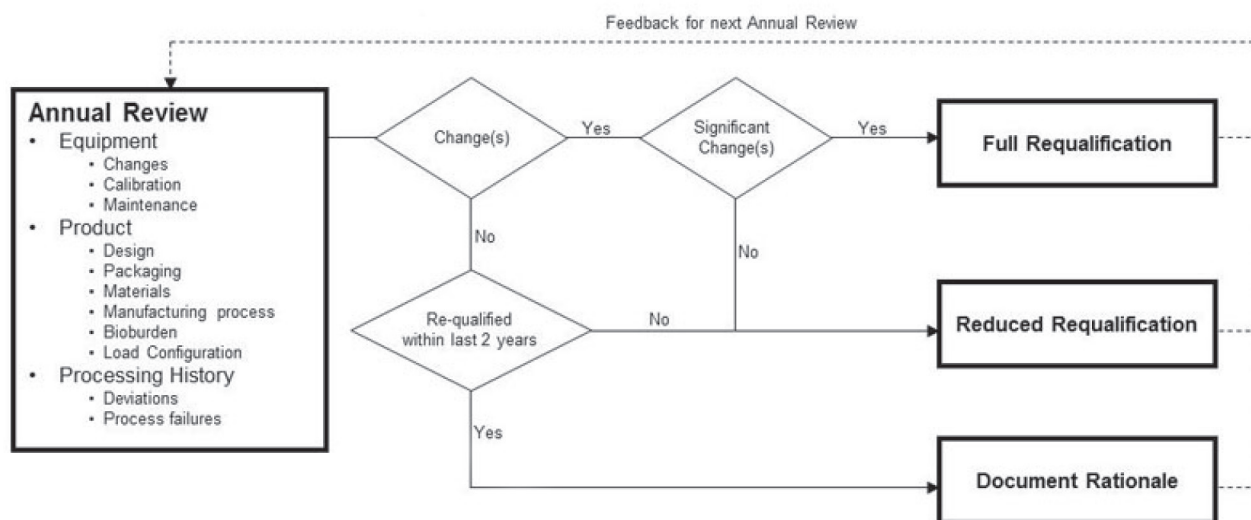 Feedback for next Annual Review
Annual Review
• Equipment
• Changes
• Calibration
• Maintenance
• Product
• Design
• Packaging
• Materials
• Manufacturing process
• Bioburden
• Load Configuration
• Processing History
• Deviations
• Process failures
Change(s)
Yes
Significant
Change(s)
Yes
Full Requalification
No
No
Re-qualified
within last 2 years
No
Reduced Requalification
Yes
Document Rationale